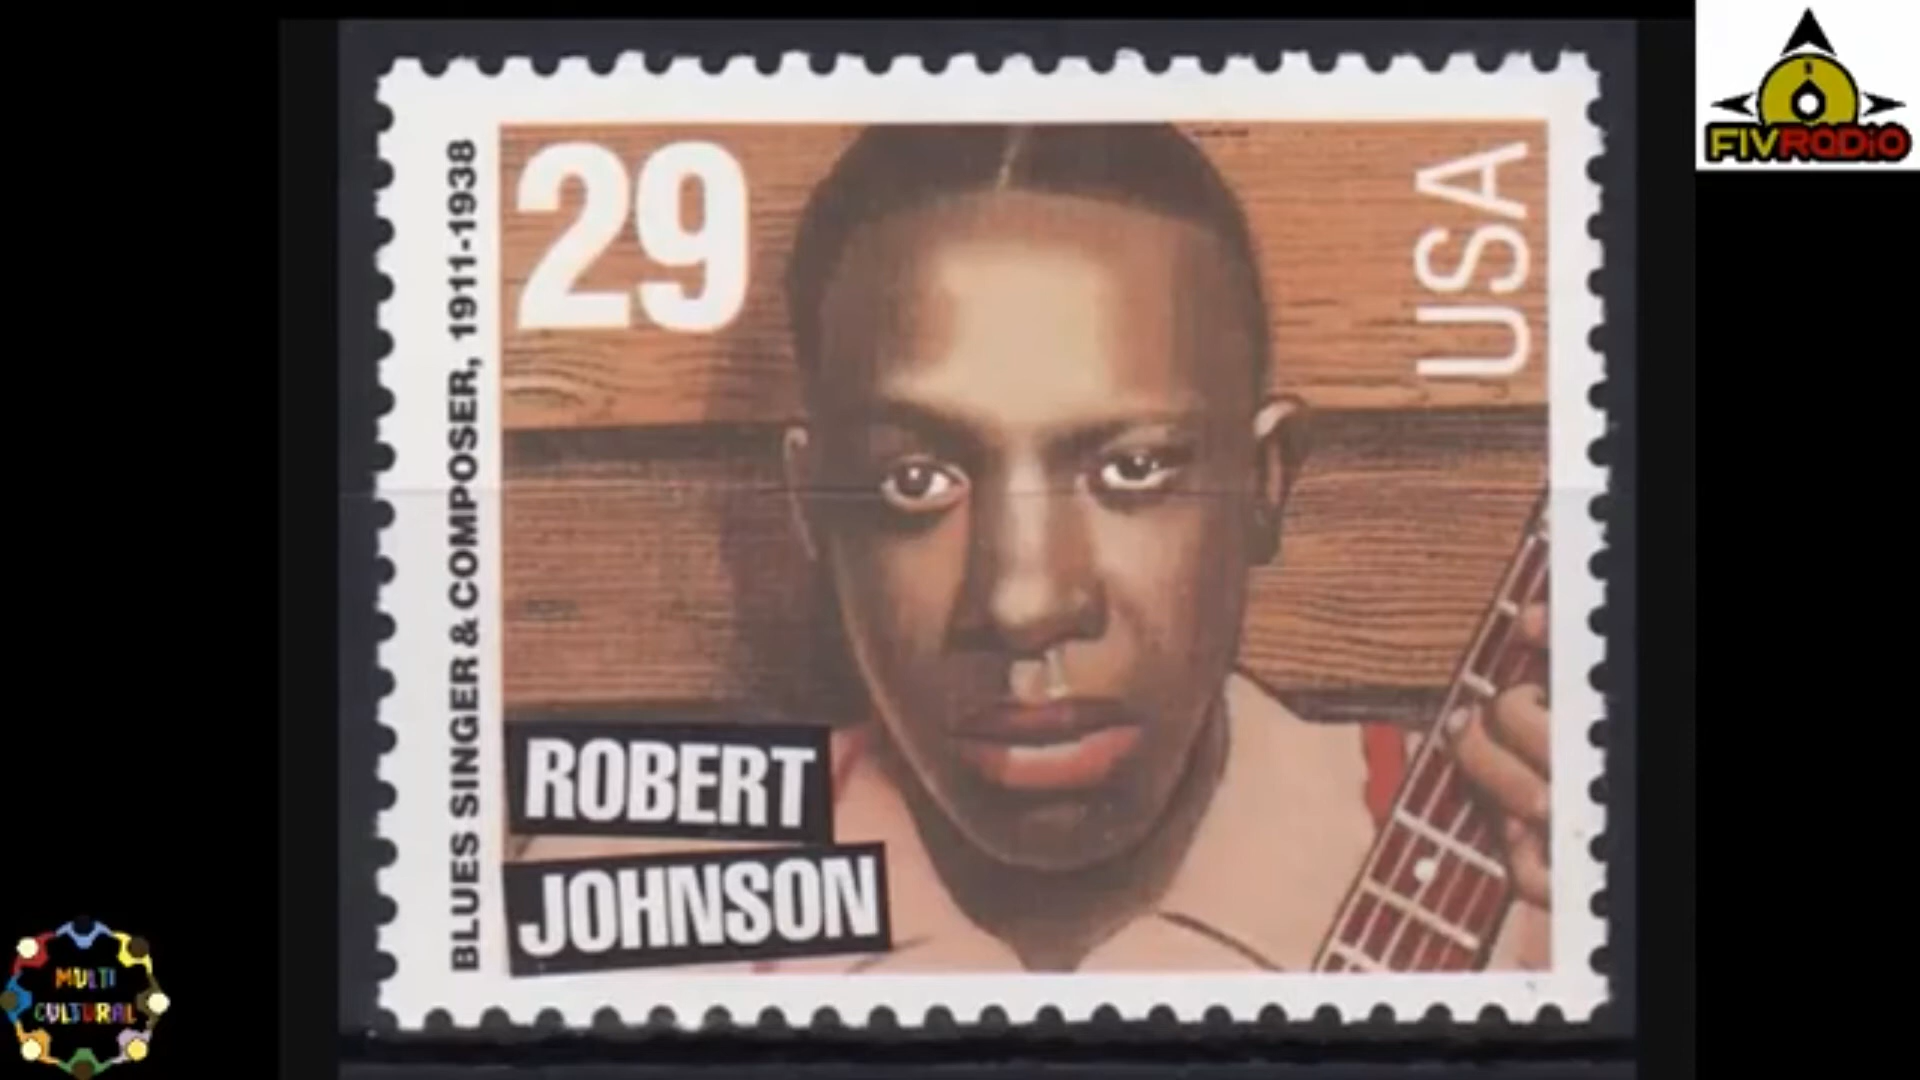 FIVRADiO
BLUES SINGER & COMPOSER, 1911-1938
29
USA
ROBERT
JOHNSON
MULTI
CULTURAL